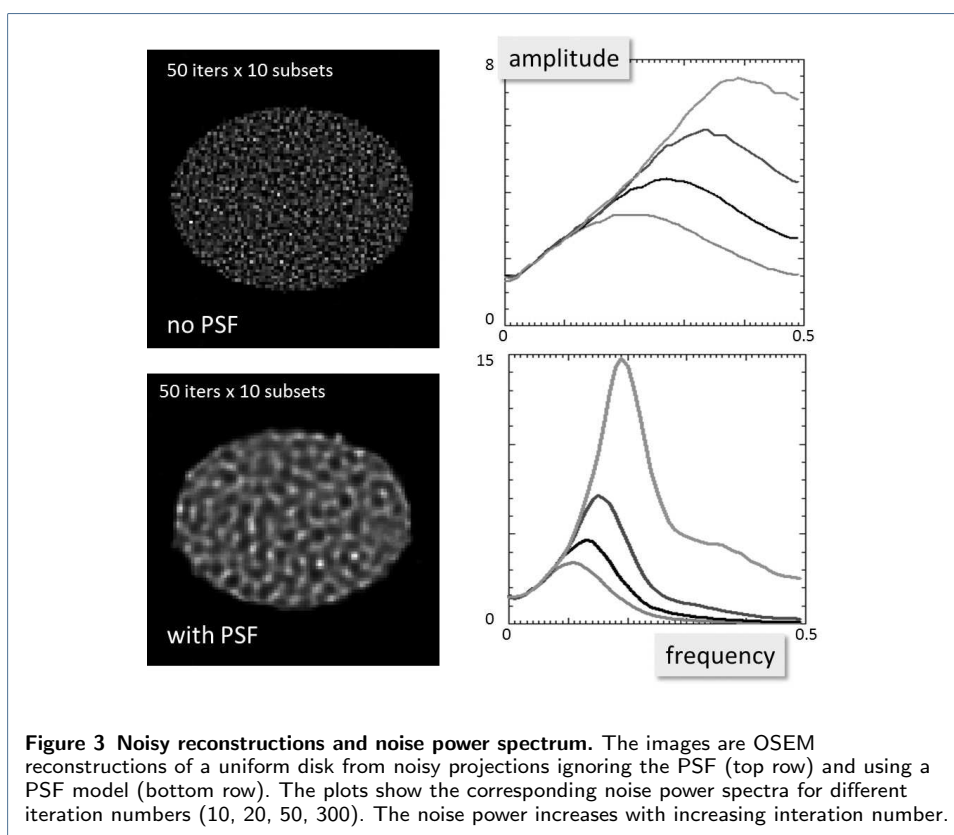 50 iters x 10 subsets
no PSF
amplitude
8
0
0
0.5
50 iters x 10 subsets
with PSF
15
0
0
0.5
frequency
Figure 3 Noisy reconstructions and noise power spectrum. The images are OSEM
reconstructions of a uniform disk from noisy projections ignoring the PSF (top row) and using a
PSF model (bottom row). The plots show the corresponding noise power spectra for different
iteration numbers (10, 20, 50, 300). The noise power increases with increasing interation number.